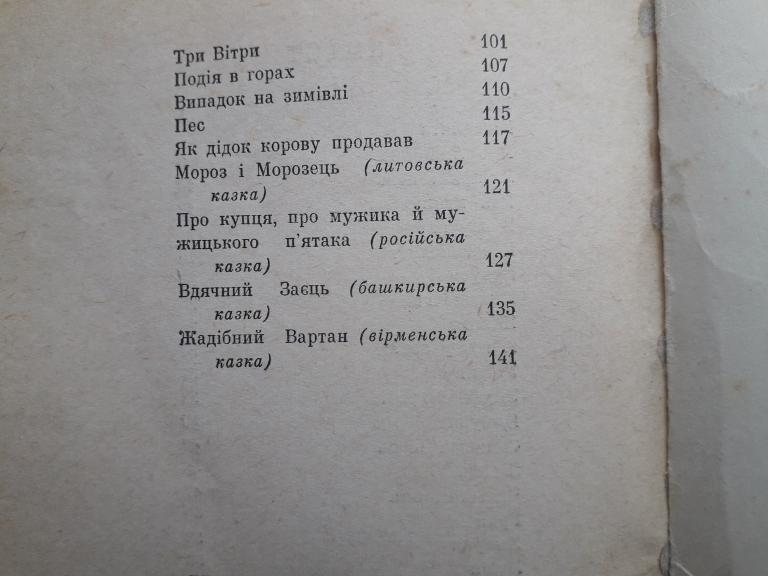 Три Вітри 101
Подія в горах 107
Випадок на зимівлі 110
Пес 115
Як дідок корову продавав 117
Мороз і Морозець (литовська
казка) 121
Про купця, про мужика й му-
жицького п'ятака (російська
казка) 127
Вдячний Заєць (башкирська
казка) 135
Жадібний Вартан (вірменська
казка) 141